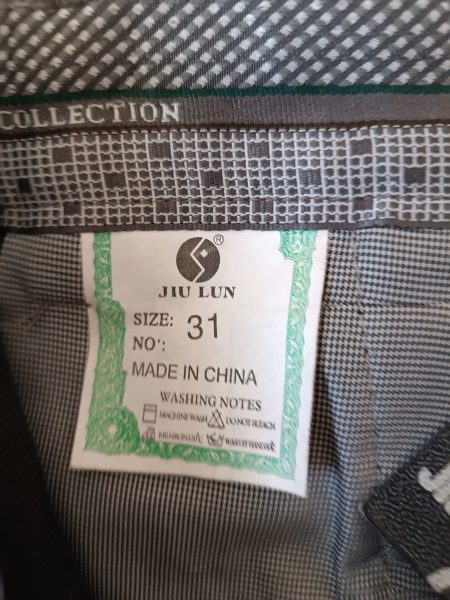 COLLECTION
®
JIU LUN
SIZE: 31
NO':
MADE IN CHINA
WASHING NOTES
MACHINE WASH DO NOT BLEACH
WASH BY HAND